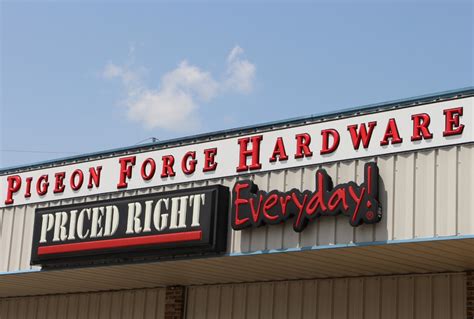 PIGEON FORGE HARDWARE
PRICED RIGHT Everyday!